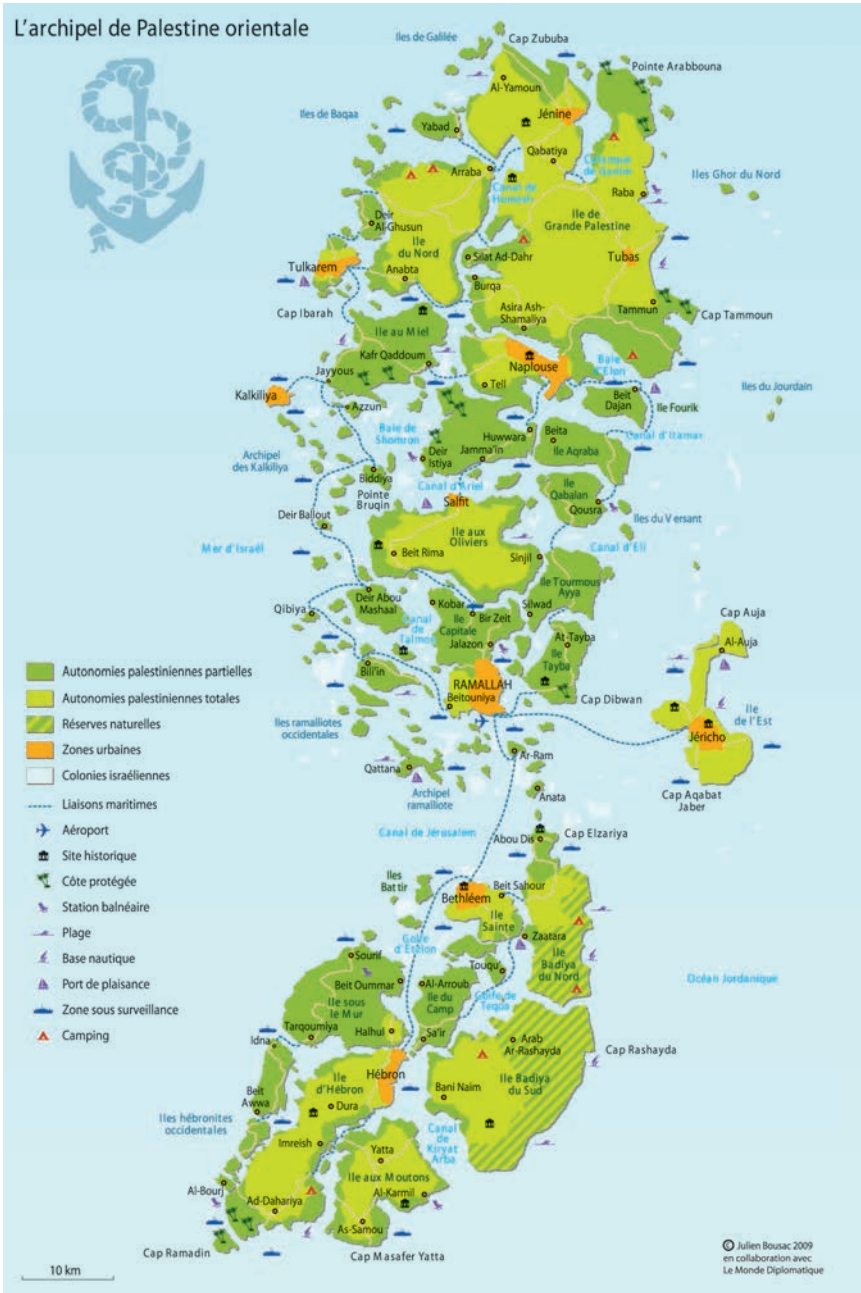 L'archipel de Palestine orientale
Iles de Galilée
Cap Zububa
Pointe Arabbouna
Al-Yamoun
Iles de Baqaa
Jénine
Yabad
Qabatiya
Arraba
Canal de
Homesh
Iles Ghor du Nord
Raba
Ile de
Grande Palestine
Deir
Al-Ghusun
Ile
du Nord
Silat Ad-Dahr
Tubas
Tulkarem
Anabta
Burqa
Cap Ibarah
Asira Ash-
Shamaliya
Tammun
Cap Tammoun
Ile au Miel
Kafr Qaddoum
Naplouse
Baie
d'Elon
Jayyous
Tell
Iles du Jourdain
Kalkiliya
Beit
Dajan
Ile Fourik
Azzun
Baie de
Shomron
Huwwara
Beita
Canal d'Itamar
Archipel
des Kalkiliya
Deir
Istiya
Jamma'in
Ile Aqraba
Biddiya
Pointe
Bruqin
Canal d'Ariel
Salfit
Ile
Qabalan
Qousra
Deir Ballout
Iles du Versant
Mer d'Israël
Ile aux
Oliviers
Beit Rima
Sinjil
Canal d'Eli
Ile Tourmous
Ayya
Deir Abou
Mashaal
Kobar
Silwad
Qibiya
Canal
de
Talmon
Ile
Capitale
Bir Zeit
Jalazon
At-Tayba
Ile
Tayba
Cap Auja
Al-Auja
Bili'in
RAMALLAH
Beitouniya
Cap Dibwan
Ile
de l'Est
Iles ramalliotes
occidentales
Jéricho
Ar-Ram
Qattana
Archipel
ramalliote
Anata
Cap Aqabat
Jaber
Canal de Jérusalem
Abou Dis
Cap Elzariya
Iles
Battir
Bethléem
Beit Sahour
Ile
Sainte
Golfe
d'Etzion
Zaatara
Ile
Badiya
du Nord
Sourif
Touqu'
Océan Jordanique
Beit Oummar
Al-Arroub
Ile du
Camp
Golfe de
Teqoa
Ile sous
le Mur
Tarqoumiya
Halhul
Sa'ir
Idna
Arab
Ar-Rashayda
Cap Rashayda
Hébron
Ile Badiya
du Sud
Beit
Awwa
Ile
d'Hébron
Dura
Bani Naim
Iles hébronites
occidentales
Imreish
Canal
de
Kiryat
Arba
Yatta
Ile aux Moutons
Al-Bourj
Al-Karmil
Ad-Dahariya
As-Samou
Cap Ramadin
Cap Masafer Yatta
Autonomies palestiniennes partielles
Autonomies palestiniennes totales
Réserves naturelles
Zones urbaines
Colonies israéliennes
Liaisons maritimes
Aéroport
Site historique
Côte protégée
Station balnéaire
Plage
Base nautique
Port de plaisance
Zone sous surveillance
Camping
10 km
© Julien Bousac 2009
en collaboration avec
Le Monde Diplomatique